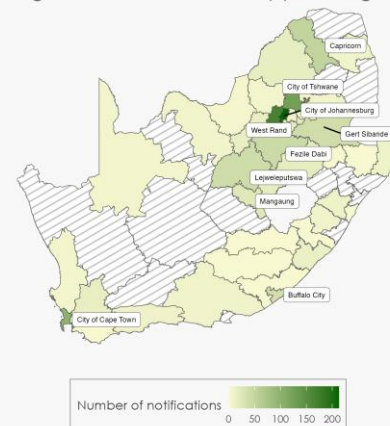 Capricorn
City of Tshwane
City of Johannesburg
West Rand
Gert Sibande
Fezile Dabi
Lejweleputswa
Mangaung
Buffalo City
City of Cape Town
Number of notifications
0 50 100 150 200